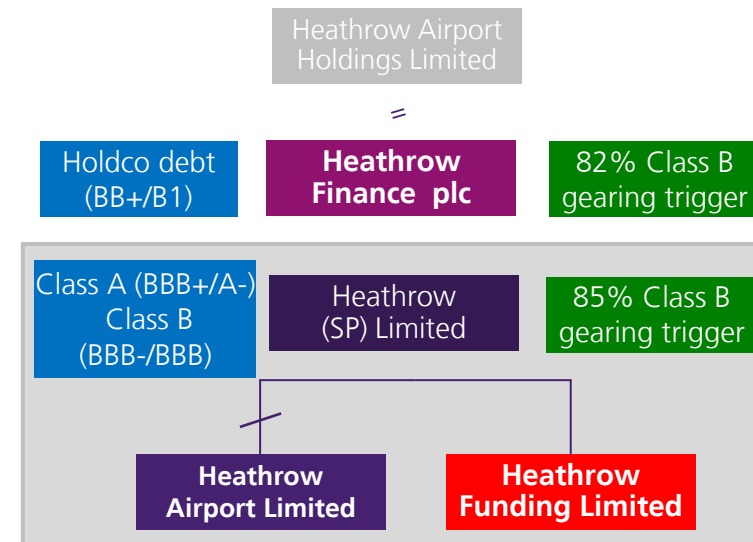 Heathrow Airport
Holdings Limited
Holdco debt
(BB+/B1)
Heathrow
Finance plc
82% Class B
gearing trigger
Class A (BBB+/A-)
Class B
(BBB-/BBB)
Heathrow
(SP) Limited
85% Class B
gearing trigger
Heathrow
Airport Limited
Heathrow
Funding Limited